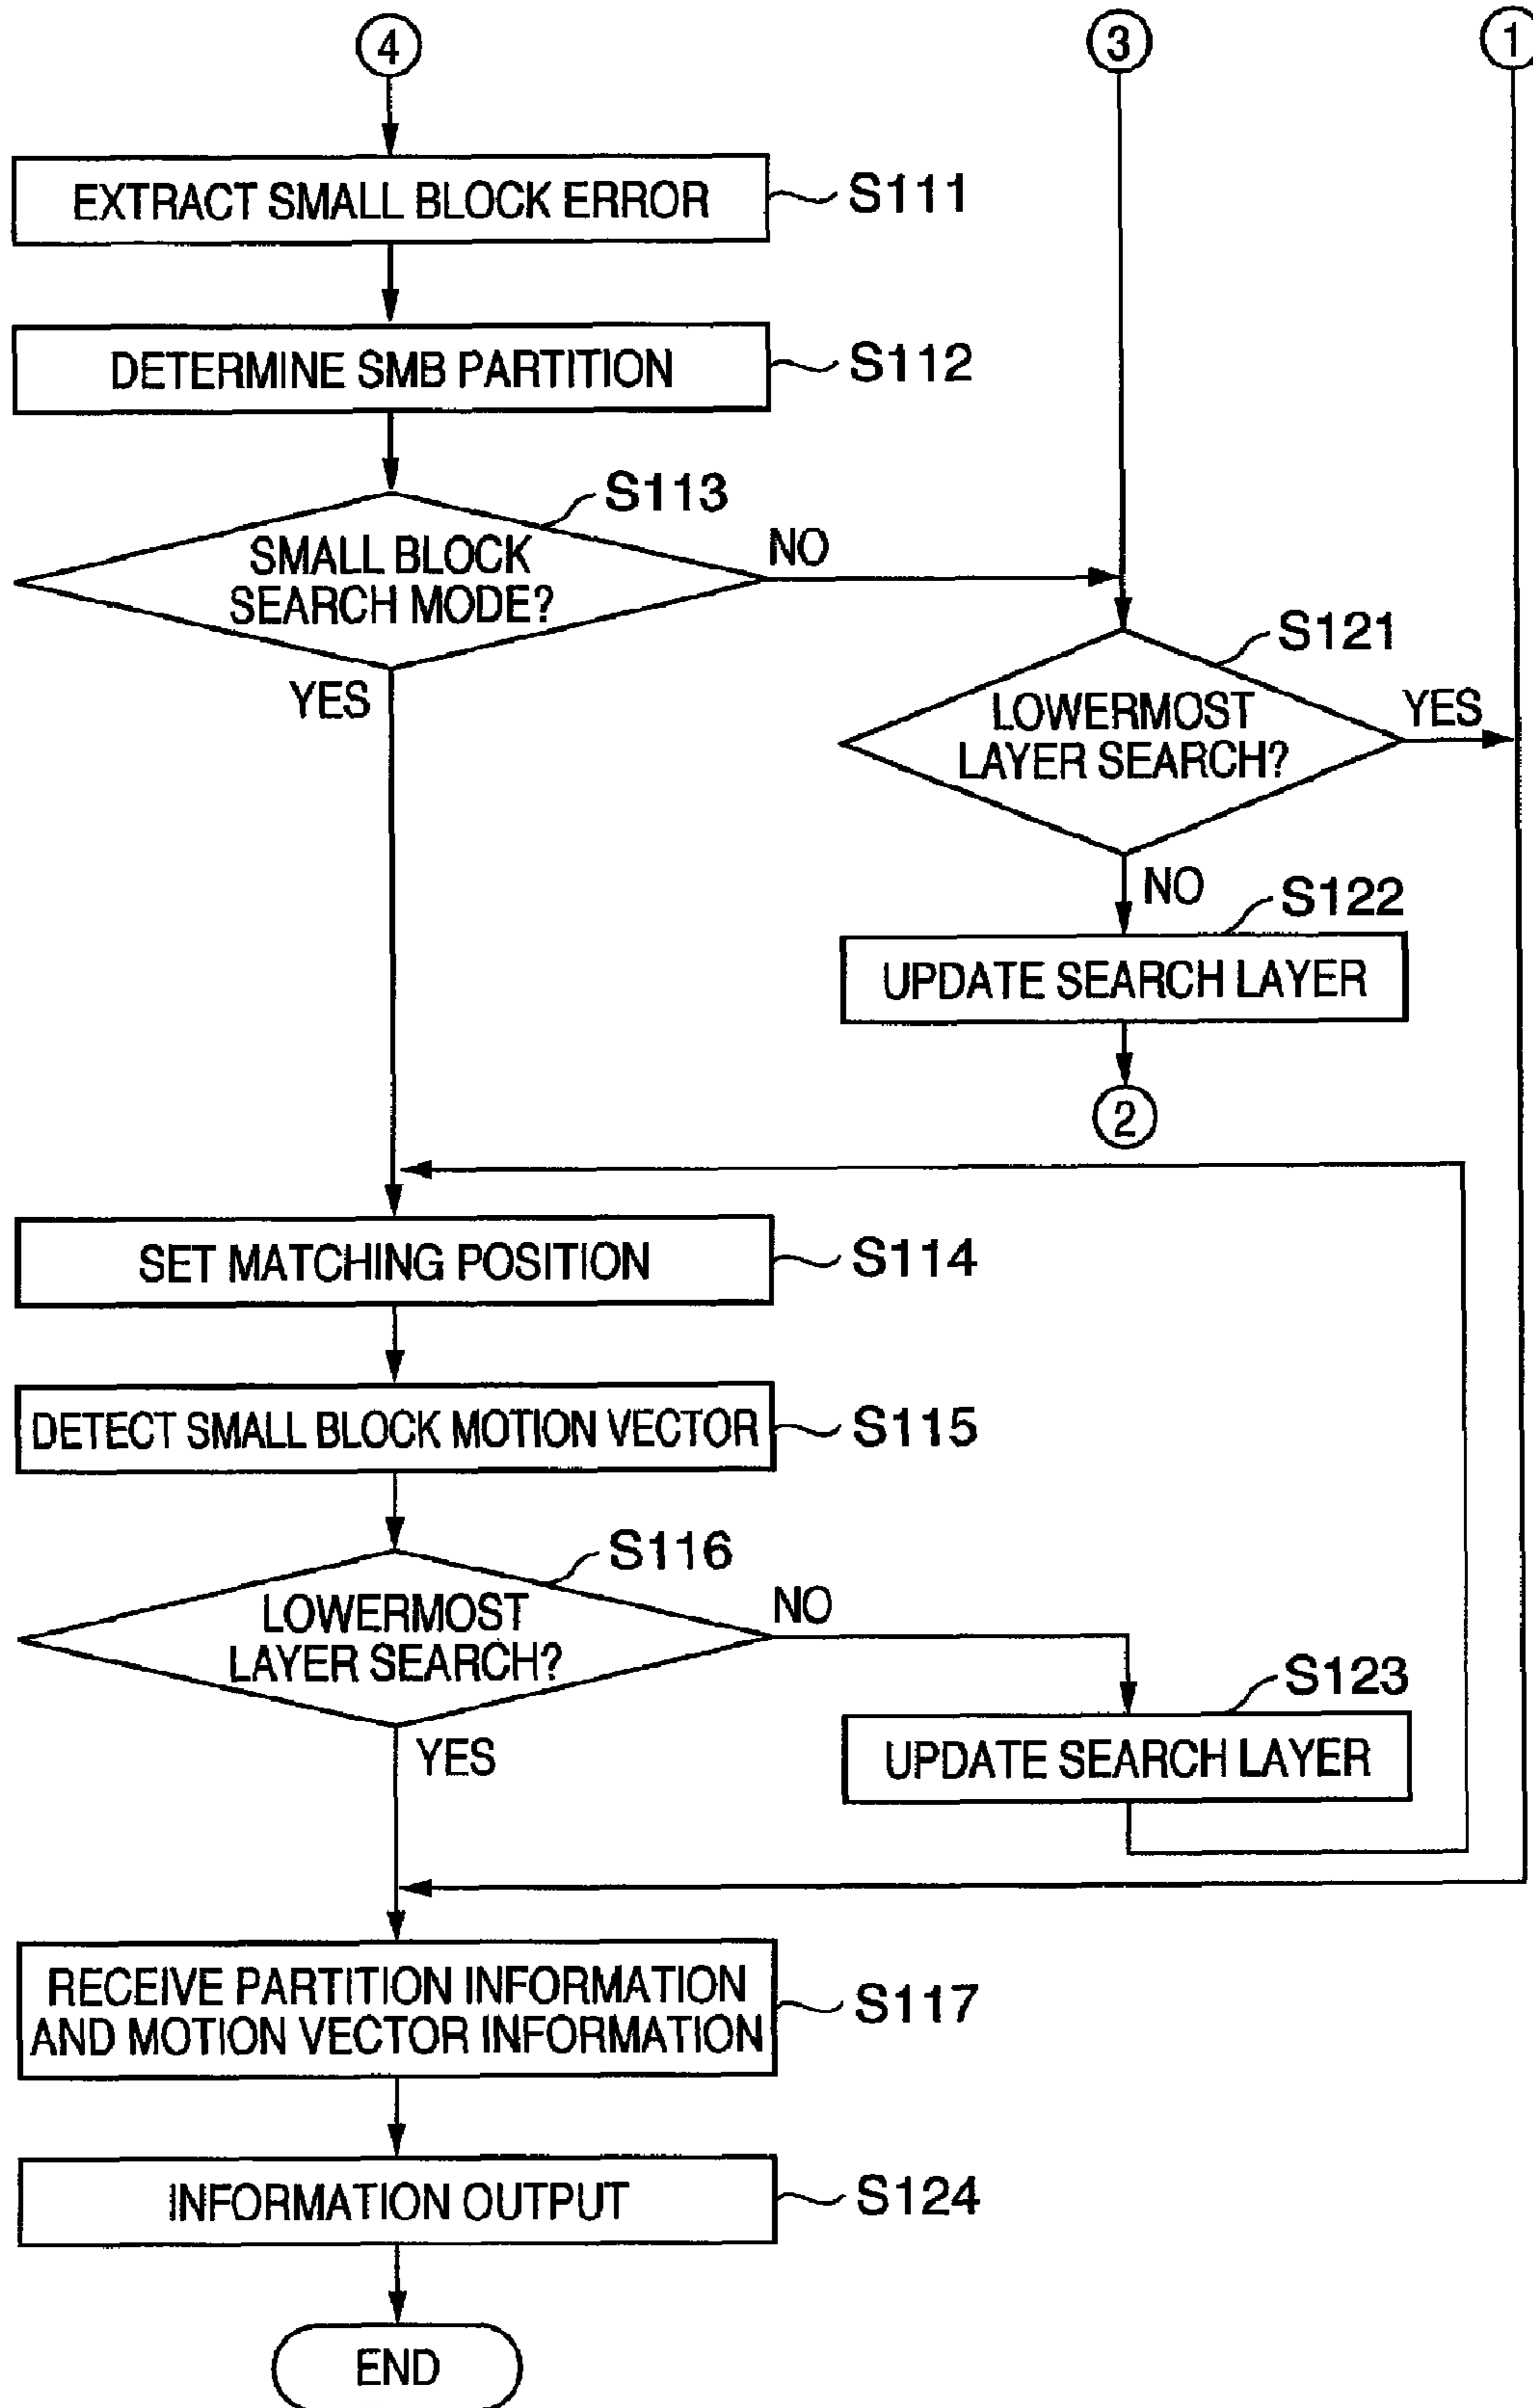 4
3
1
EXTRACT SMALL BLOCK ERROR
S111
DETERMINE SMB PARTITION
S112
S113
SMALL BLOCK
SEARCH MODE?
NO
YES
S121
LOWERMOST
LAYER SEARCH?
YES
NO
S122
UPDATE SEARCH LAYER
2
SET MATCHING POSITION
S114
DETECT SMALL BLOCK MOTION VECTOR
S115
S116
LOWERMOST
LAYER SEARCH?
NO
YES
S123
UPDATE SEARCH LAYER
RECEIVE PARTITION INFORMATION
AND MOTION VECTOR INFORMATION
S117
INFORMATION OUTPUT
S124
END